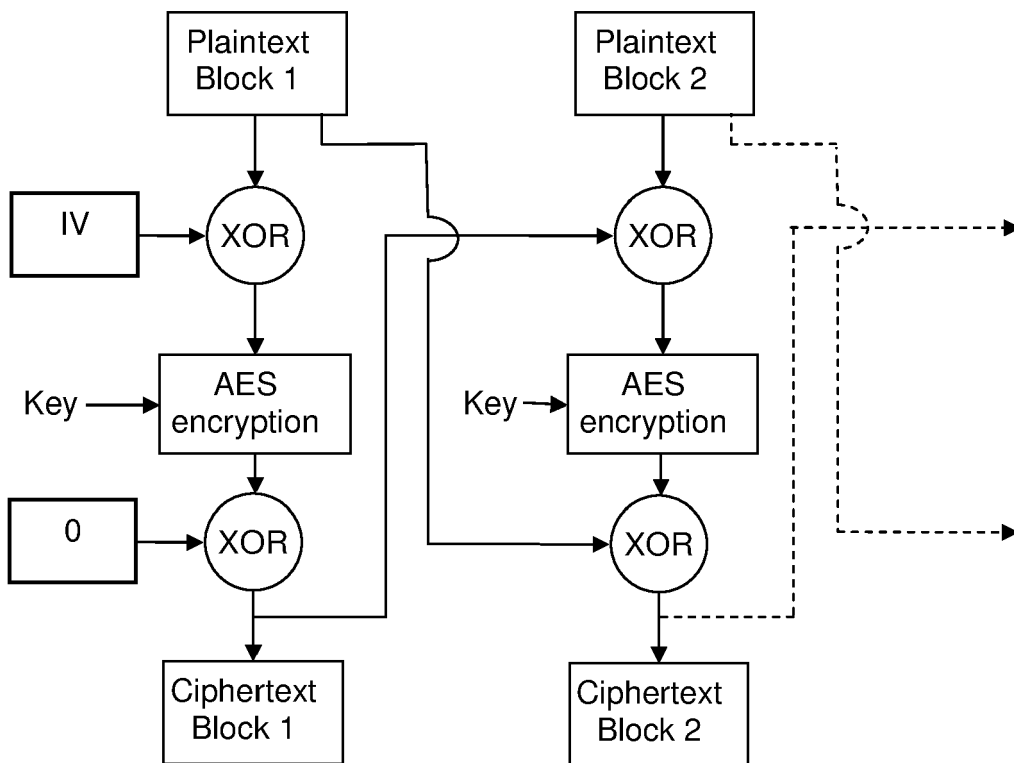 Plaintext
Block 1
Plaintext
Block 2
IV
XOR
XOR
Key
AES
encryption
Key
AES
encryption
0
XOR
XOR
Ciphertext
Block 1
Ciphertext
Block 2